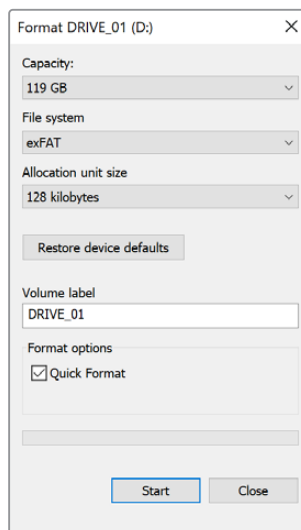 Format DRIVE_01 (D:)
Capacity:
119 GB
File system
exFAT
Allocation unit size
128 kilobytes
Restore device defaults
Volume label
DRIVE_01
Format options
Quick Format
Start Close